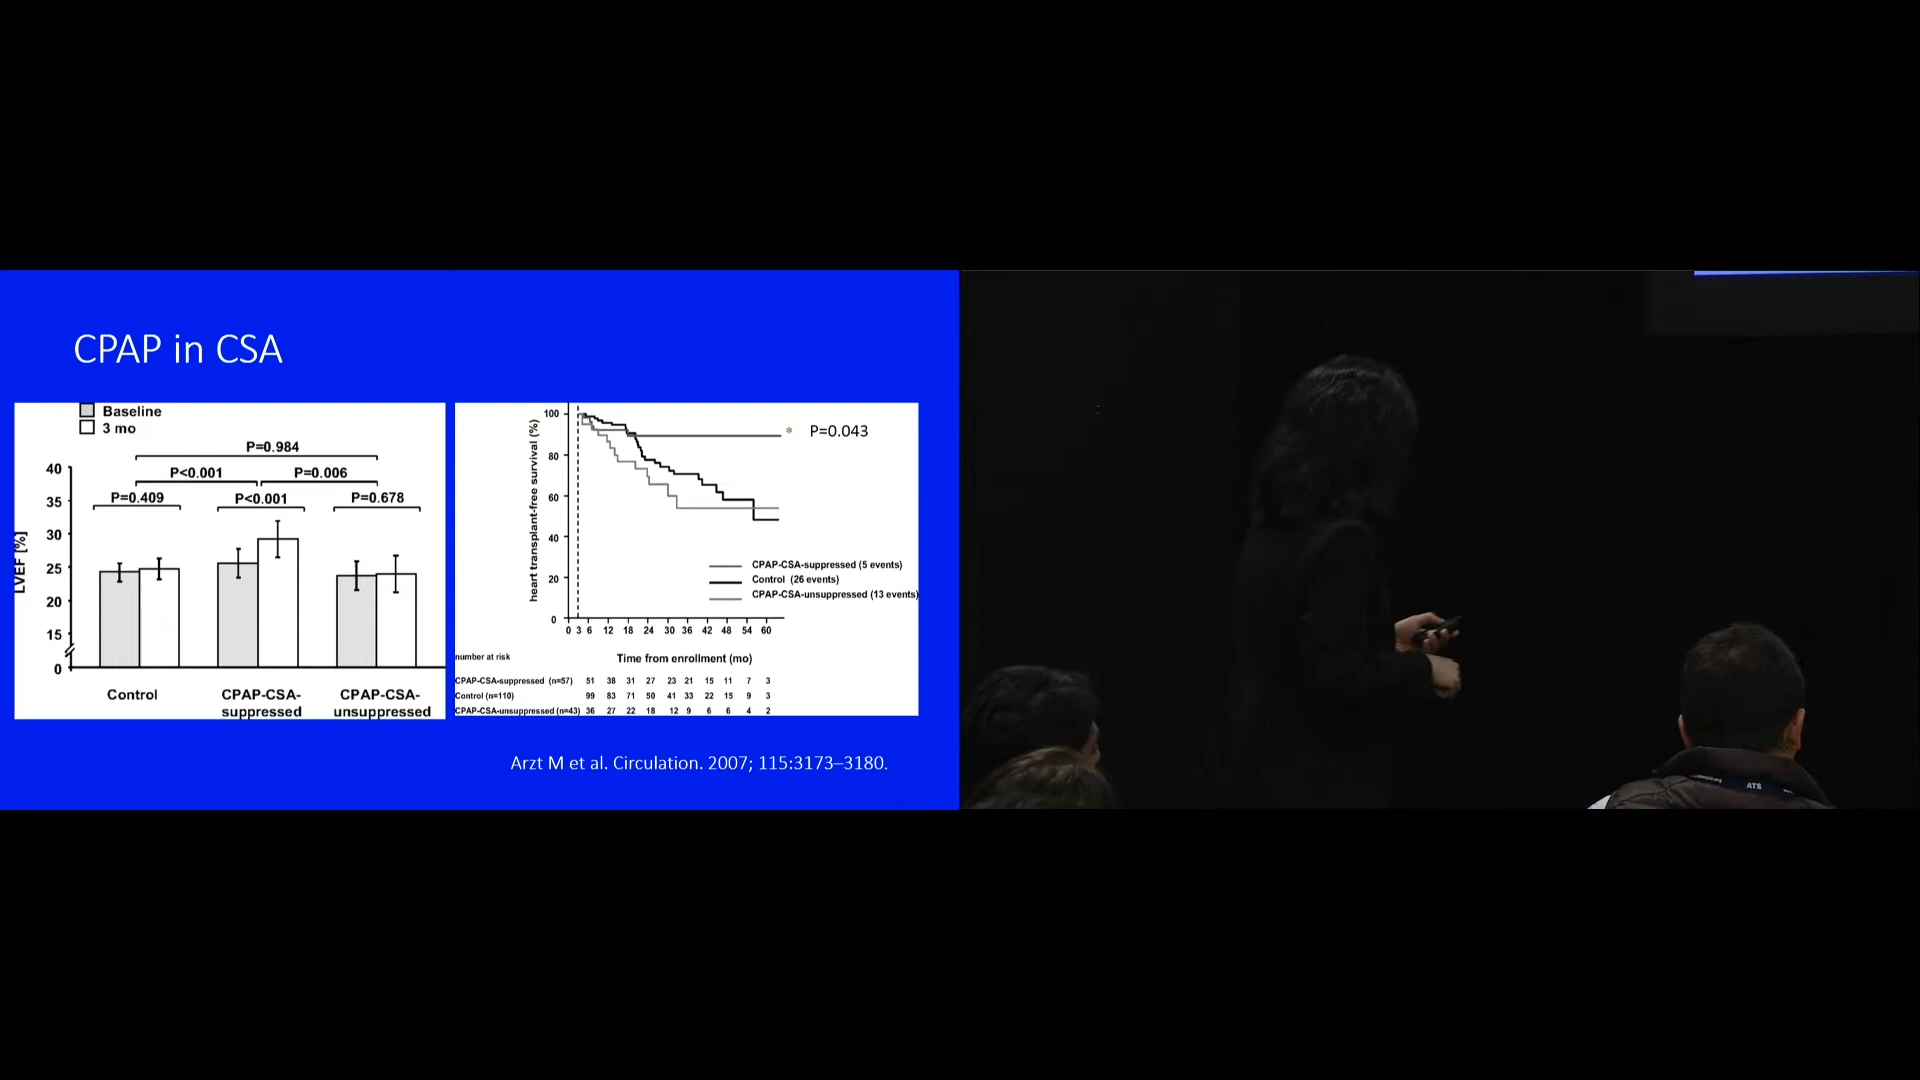 CPAP in CSA
Baseline
3 mo
P=0.984
P<0.001
P=0.006
P=0.409
P<0.001
P=0.678
40
35
30
25
20
15
0
LVEF [%]
Control
CPAP-CSA-
suppressed
CPAP-CSA-
unsuppressed
heart transplant-free survival (%)
100
80
60
40
20
0
* P=0.043
CPAP-CSA-suppressed (5 events)
Control (26 events)
CPAP-CSA-unsuppressed (13 events)
0 3 6 12 18 24 30 36 42 48 54 60
number at risk
Time from enrollment (mo)
CPAP-CSA-suppressed (n=57) 51 38 31 27 23 21 15 11 7 3
Control (n=110) 99 83 71 50 41 33 22 15 9 3
CPAP-CSA-unsuppressed (n=43) 36 27 22 18 12 9 6 6 4 2
Arzt M et al. Circulation. 2007; 115:3173–3180.
ATS